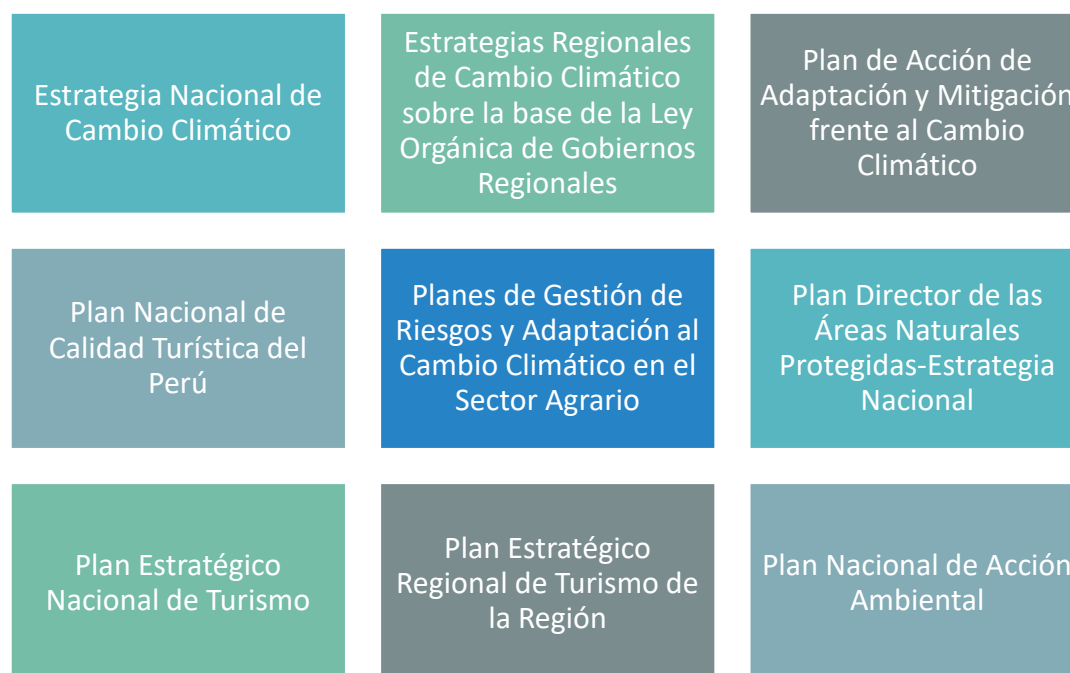 Estrategia Nacional de
Cambio Climático
Estrategias Regionales
de Cambio Climático
sobre la base de la Ley
Orgánica de Gobiernos
Regionales
Plan de Acción de
Adaptación y Mitigación
frente al Cambio
Climático
Plan Nacional de
Calidad Turística del
Perú
Planes de Gestión de
Riesgos y Adaptación al
Cambio Climático en el
Sector Agrario
Plan Director de las
Áreas Naturales
Protegidas-Estrategia
Nacional
Plan Estratégico
Nacional de Turismo
Plan Estratégico
Regional de Turismo de
la Región
Plan Nacional de Acción
Ambiental